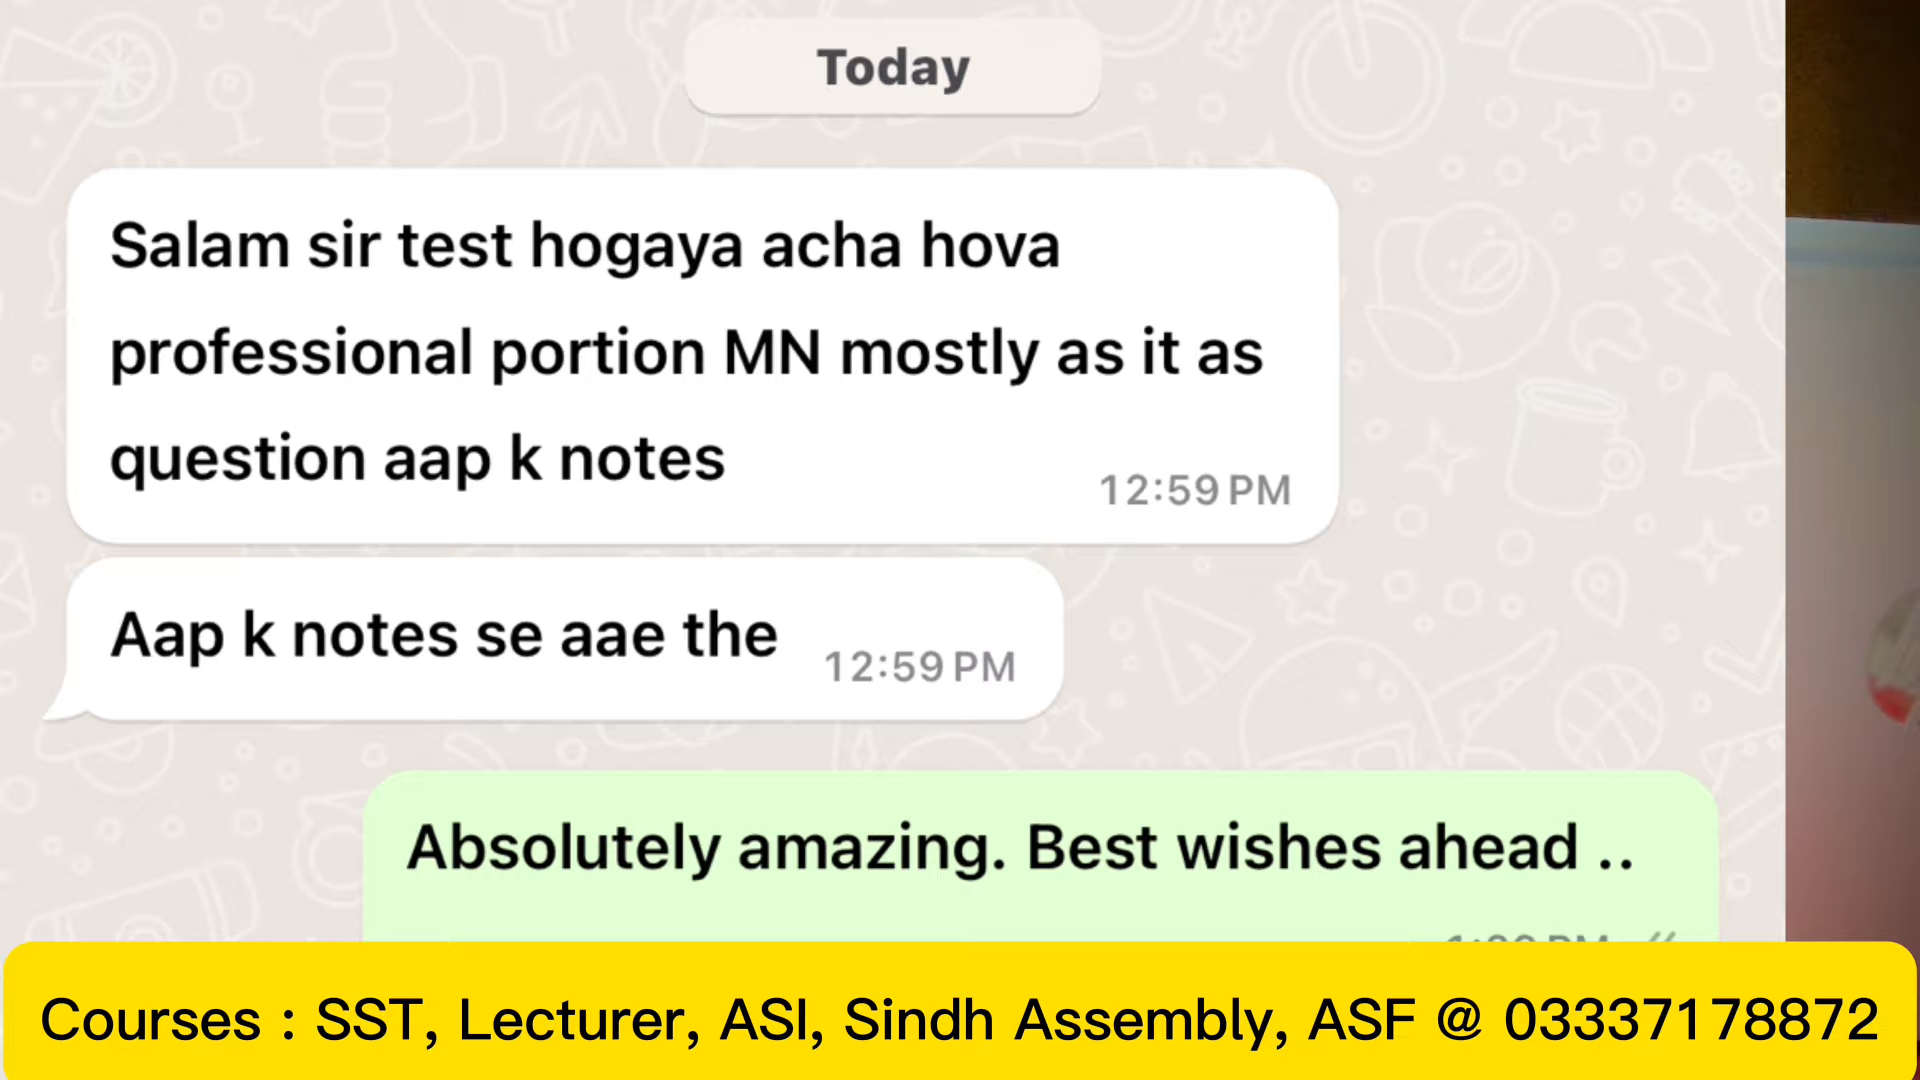 Today
Salam sir test hogaya acha hova
professional portion MN mostly as it as
question aap k notes
12:59 PM
Aap k notes se aae the
12:59 PM
Absolutely amazing. Best wishes ahead ..
Courses : SST, Lecturer, ASI, Sindh Assembly, ASF @ 03337178872